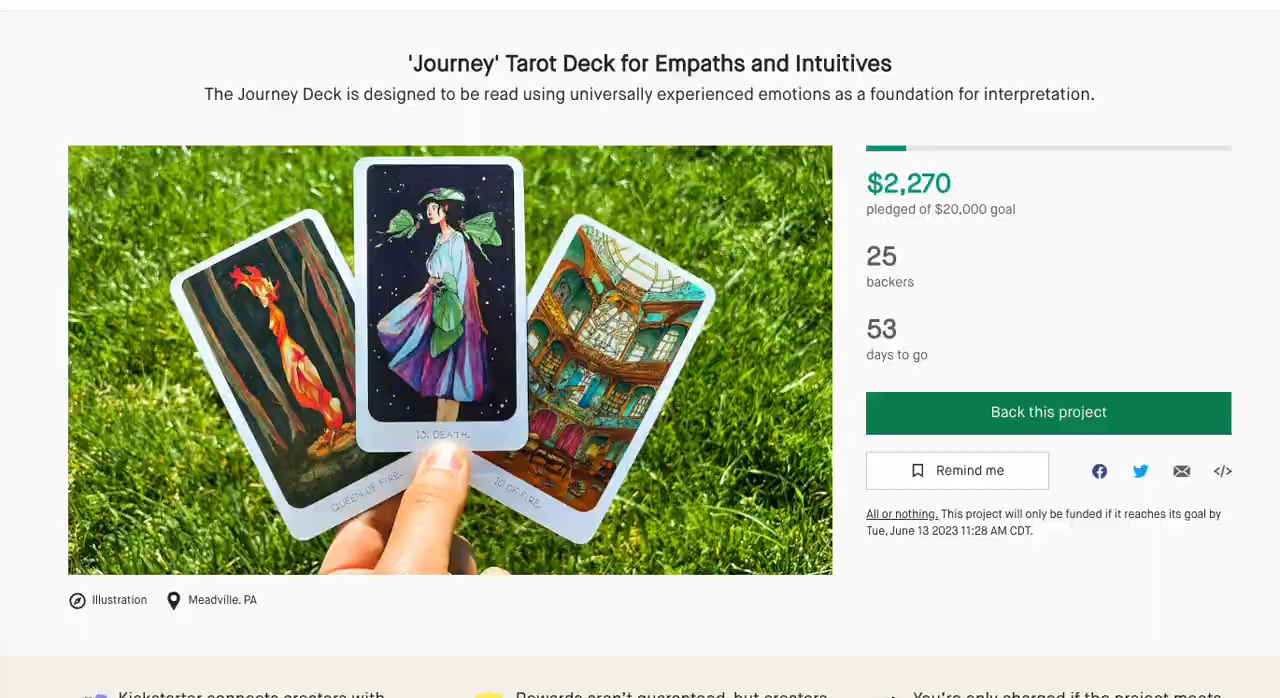 'Journey' Tarot Deck for Empaths and Intuitives
The Journey Deck is designed to be read using universally experienced emotions as a foundation for interpretation.
QUEEN OF FIRE.
13. DEATH.
10 OF FIRE.
$2,270
pledged of $20,000 goal
25
backers
53
days to go
Back this project
Remind me
All or nothing. This project will only be funded if it reaches its goal by
Tue, June 13 2023 11:28 AM CDT.
Illustration
Meadville, PA
Kickstarter connects creators with
Rewards aren't guaranteed, but creators
You're only charged if the project meets